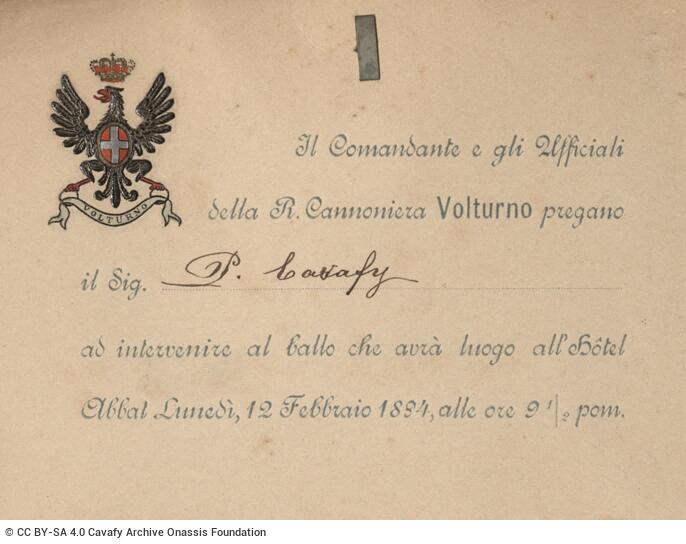 VOLTURNO
Il Comandante e gli Ufficiali
della R. Cannoniera Volturno pregano
il Sig. P. Cavafy
ad intervenire al ballo che avrà luogo all'Hôtel
Abbat Lunedì, 12 Febbraio 1894, alle ore 9 1/2 pom.
© CC BY-SA 4.0 Cavafy Archive Onassis Foundation